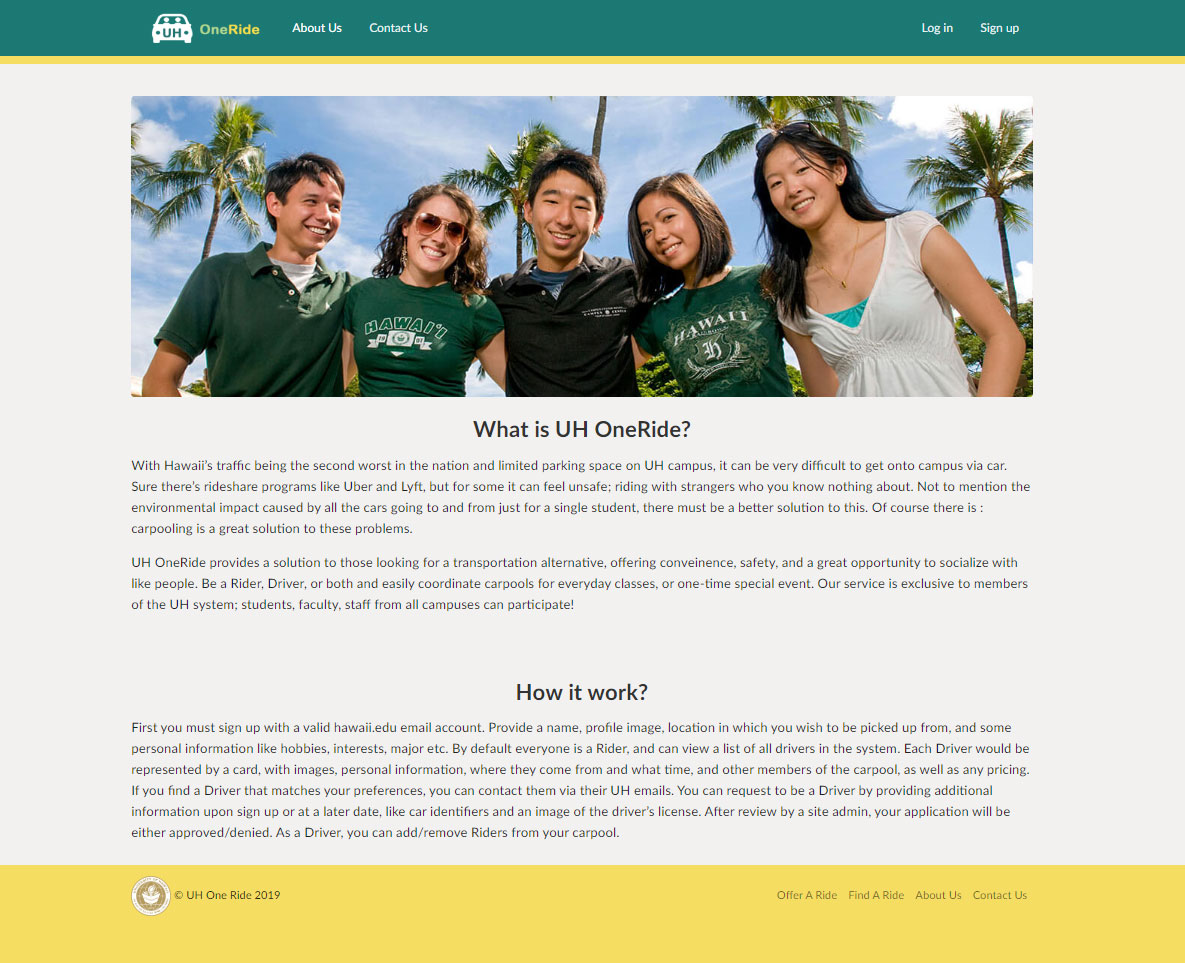 UH OneRide About Us Contact Us Log in Sign up
HAWAI'I
HAWAII
H
What is UH OneRide?
With Hawaii's traffic being the second worst in the nation and limited parking space on UH campus, it can be very difficult to get onto campus via car.
Sure there's rideshare programs like Uber and Lyft, but for some it can feel unsafe; riding with strangers who you know nothing about. Not to mention the
environmental impact caused by all the cars going to and from just for a single student, there must be a better solution to this. Of course there is :
carpooling is a great solution to these problems.
UH OneRide provides a solution to those looking for a transportation alternative, offering conveinence, safety, and a great opportunity to socialize with
like people. Be a Rider, Driver, or both and easily coordinate carpools for everyday classes, or one-time special event. Our service is exclusive to members
of the UH system; students, faculty, staff from all campuses can participate!
How it work?
First you must sign up with a valid hawaii.edu email account. Provide a name, profile image, location in which you wish to be picked up from, and some
personal information like hobbies, interests, major etc. By default everyone is a Rider, and can view a list of all drivers in the system. Each Driver would be
represented by a card, with images, personal information, where they come from and what time, and other members of the carpool, as well as any pricing.
If you find a Driver that matches your preferences, you can contact them via their UH emails. You can request to be a Driver by providing additional
information upon sign up or at a later date, like car identifiers and an image of the driver's license. After review by a site admin, your application will be
either approved/denied. As a Driver, you can add/remove Riders from your carpool.
© UH One Ride 2019 Offer A Ride Find A Ride About Us Contact Us